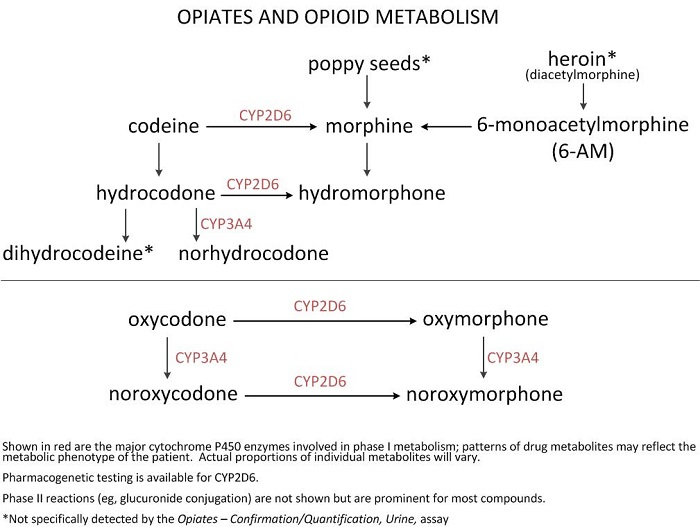 OPIATES AND OPIOID METABOLISM
poppy seeds*
heroin*
(diacetylmorphine)
codeine
CYP2D6
morphine
6-monoacetylmorphine
(6-AM)
hydrocodone
CYP2D6
hydromorphone
CYP3A4
dihydrocodeine*
norhydrocodone
oxycodone
CYP2D6
oxymorphone
CYP3A4
CYP3A4
noroxycodone
CYP2D6
noroxymorphone
Shown in red are the major cytochrome P450 enzymes involved in phase I metabolism; patterns of drug metabolites may reflect the
metabolic phenotype of the patient. Actual proportions of individual metabolites will vary.
Pharmacogenetic testing is available for CYP2D6.
Phase II reactions (eg, glucuronide conjugation) are not shown but are prominent for most compounds.
*Not specifically detected by the Opiates – Confirmation/Quantification, Urine, assay